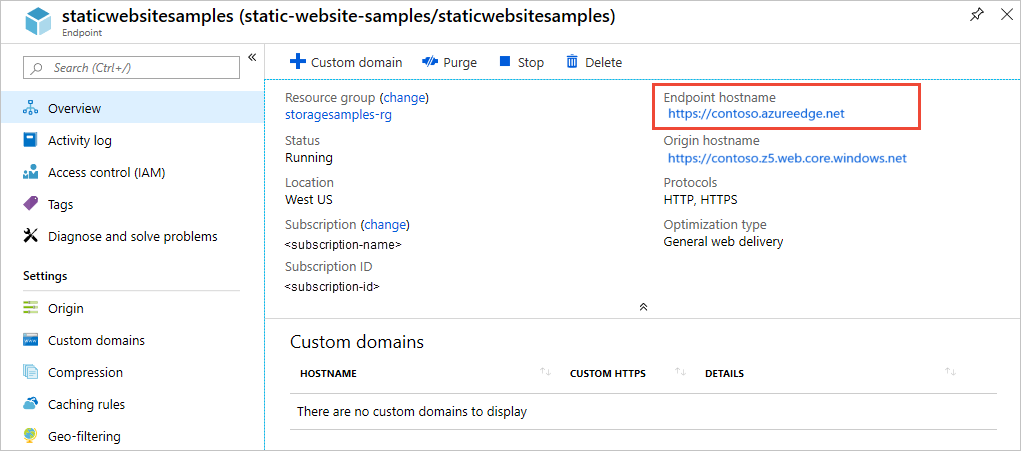 staticwebsitesamples (static-website-samples/staticwebsitesamples)
Endpoint
Search (Ctrl+/)
Overview
Activity log
Access control (IAM)
Tags
Diagnose and solve problems
Settings
Origin
Custom domains
Compression
Caching rules
Geo-filtering
Custom domain Purge Stop Delete
Resource group (change)
storagesamples-rg
Status
Running
Location
West US
Subscription (change)
<subscription-name>
Subscription ID
<subscription-id>
Endpoint hostname
https://contoso.azureedge.net
Origin hostname
https://contoso.z5.web.core.windows.net
Protocols
HTTP, HTTPS
Optimization type
General web delivery
Custom domains
HOSTNAME CUSTOM HTTPS DETAILS
There are no custom domains to display